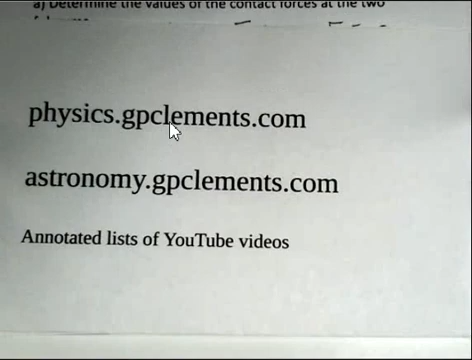 a) Determine the values of the contact forces at the two
physics.gpclements.com
astronomy.gpclements.com
Annotated lists of YouTube videos